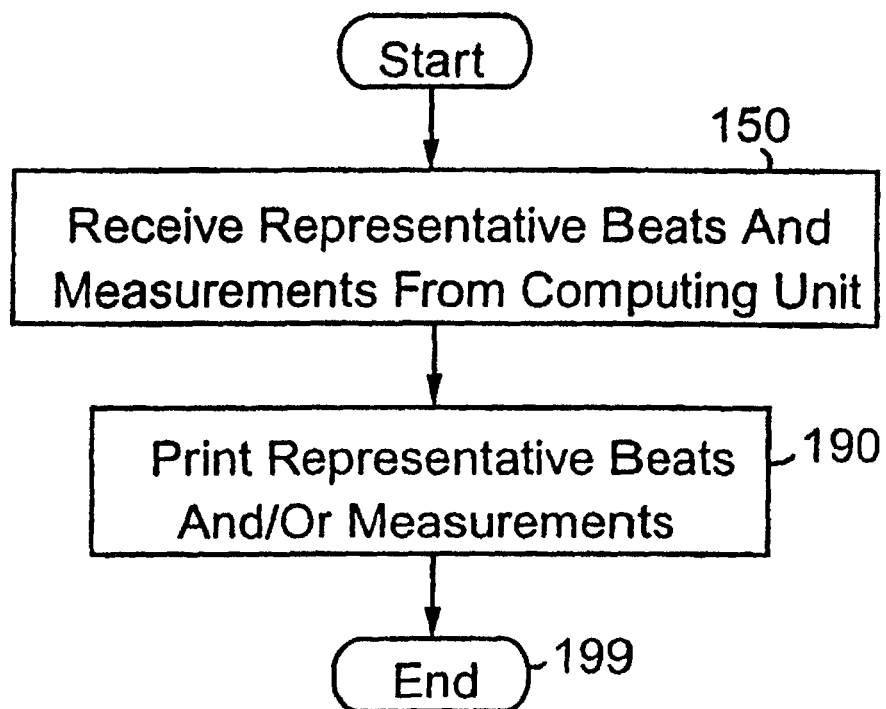 Start
150
Receive Representative Beats And
Measurements From Computing Unit
Print Representative Beats
And/Or Measurements
190
End
199